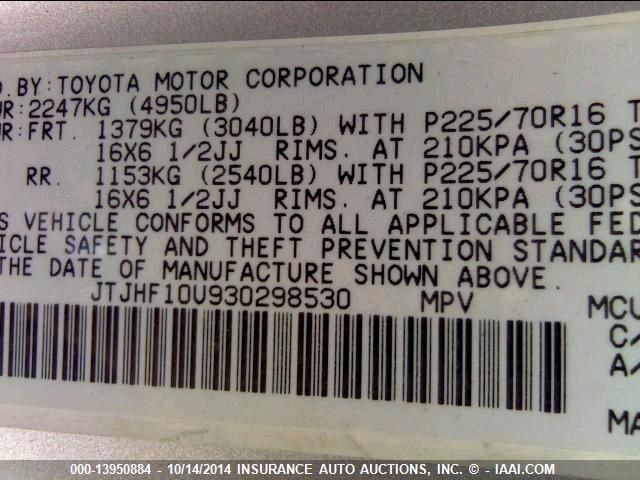 D. BY: TOYOTA MOTOR CORPORATION
WR: 2247KG (4950LB)
WR: FRT. 1379KG (3040LB) WITH P225/70R16 T
16X6 1/2JJ RIMS. AT 210KPA (30PS
RR. 1153KG (2540LB) WITH P225/70R16 T
16X6 1/2JJ RIMS. AT 210KPA (30PS
S VEHICLE CONFORMS TO ALL APPLICABLE FED
ICLE SAFETY AND THEFT PREVENTION STANDAR
THE DATE OF MANUFACTURE SHOWN ABOVE.
JTJHF10U930298530 MPV MCU
C/
A/
MA
000-13950884 - 10/14/2014 INSURANCE AUTO AUCTIONS, INC. - © IAAI.COM